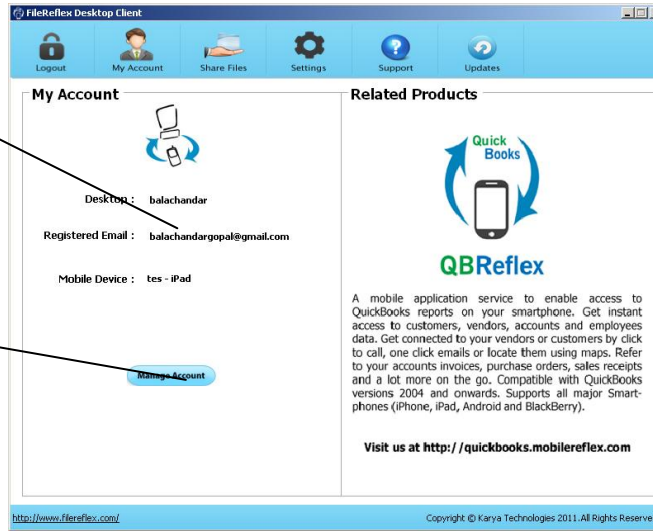 FileReflex Desktop Client
Logout My Account Share Files Settings Support Updates
My Account
Desktop : balachandar
Registered Email : balachandargopal@gmail.com
Mobile Device : tes - iPad
Manage Account
Related Products
Quick
Books
QBReflex
A mobile application service to enable access to
QuickBooks reports on your smartphone. Get instant
access to customers, vendors, accounts and employees
data. Get connected to your vendors or customers by click
to call, one click emails or locate them using maps. Refer
to your accounts invoices, purchase orders, sales receipts
and a lot more on the go. Compatible with QuickBooks
versions 2004 and onwards. Supports all major Smart-
phones (iPhone, iPad, Android and BlackBerry).
Visit us at http://quickbooks.mobilereflex.com
http://www.filereflex.com/
Copyright © Karya Technologies 2011.All Rights Reserve